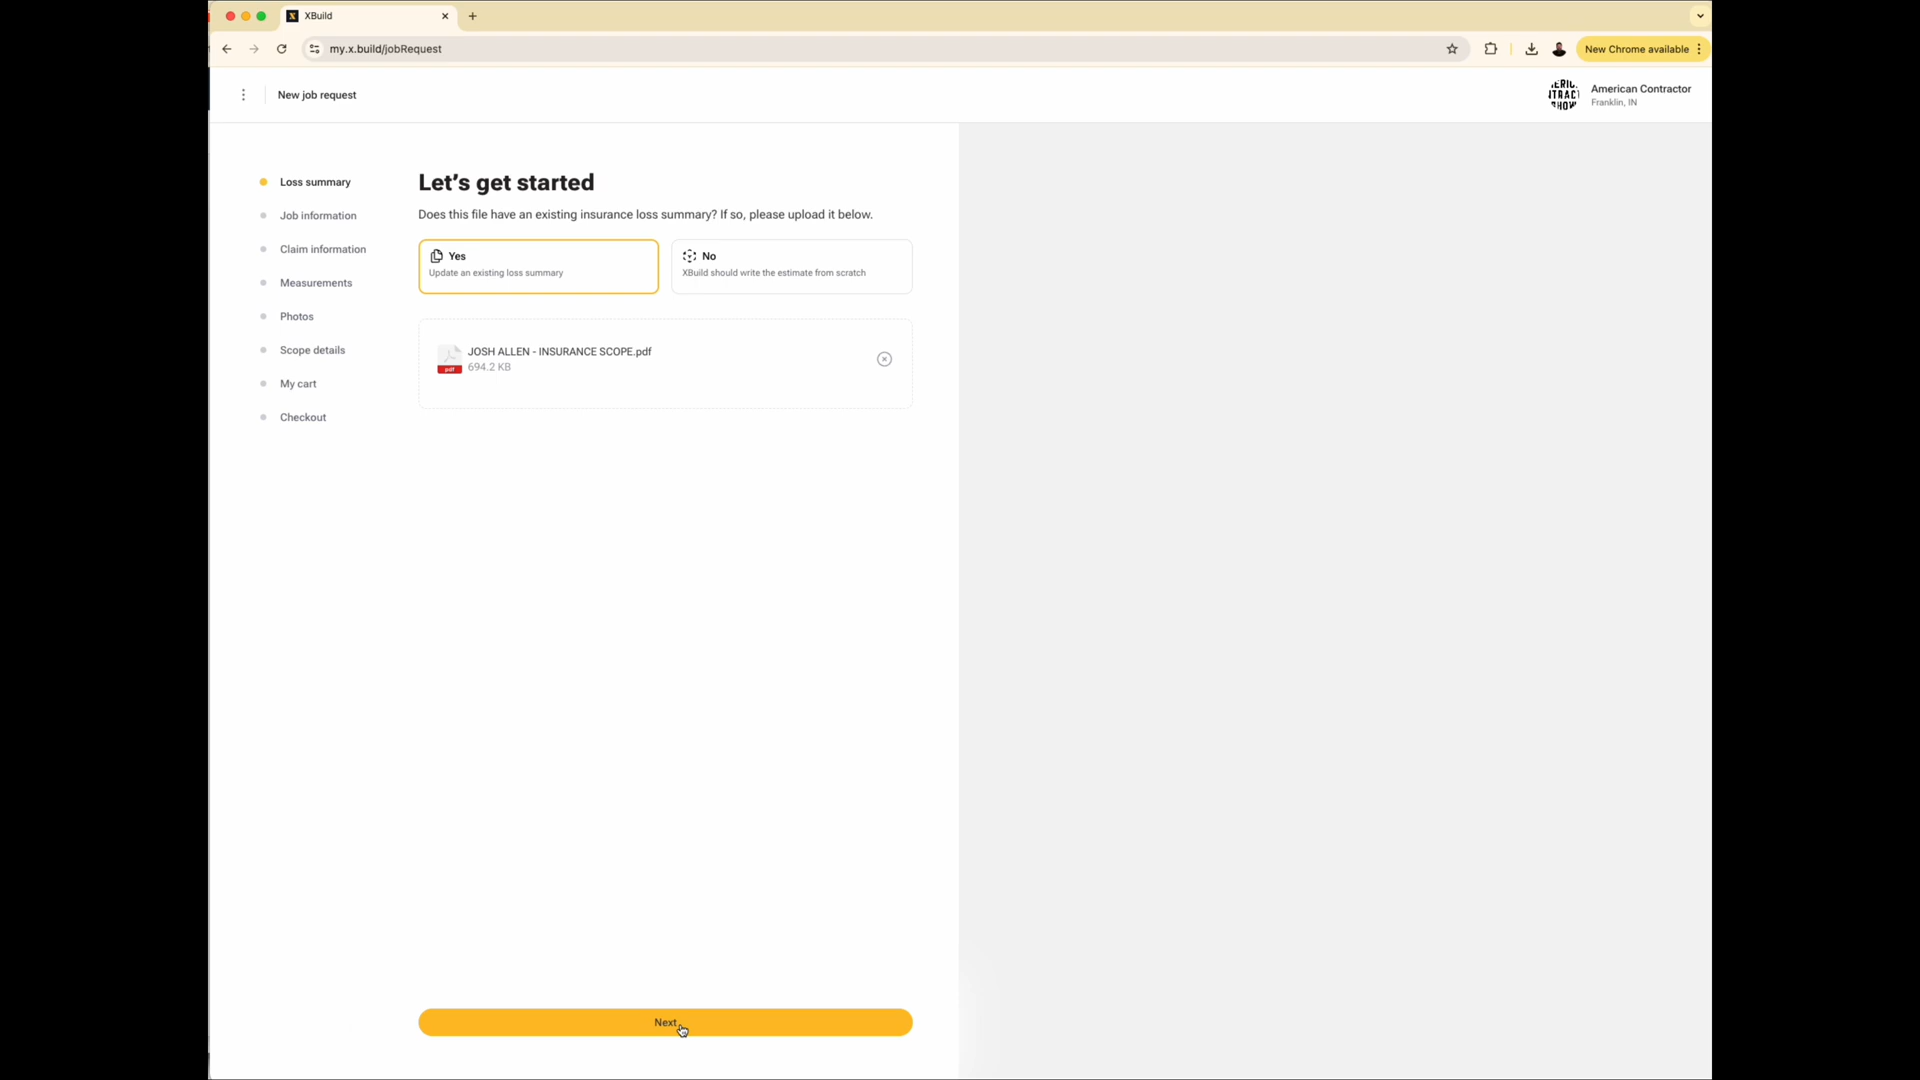 XBuild
my.x.build/jobRequest
New Chrome available
New job request
American Contractor
Franklin, IN
Loss summary
Job information
Claim information
Measurements
Photos
Scope details
My cart
Checkout
Let's get started
Does this file have an existing insurance loss summary? If so, please upload it below.
Yes
Update an existing loss summary
No
XBuild should write the estimate from scratch
pdf
JOSH ALLEN - INSURANCE SCOPE.pdf
694.2 KB
Next